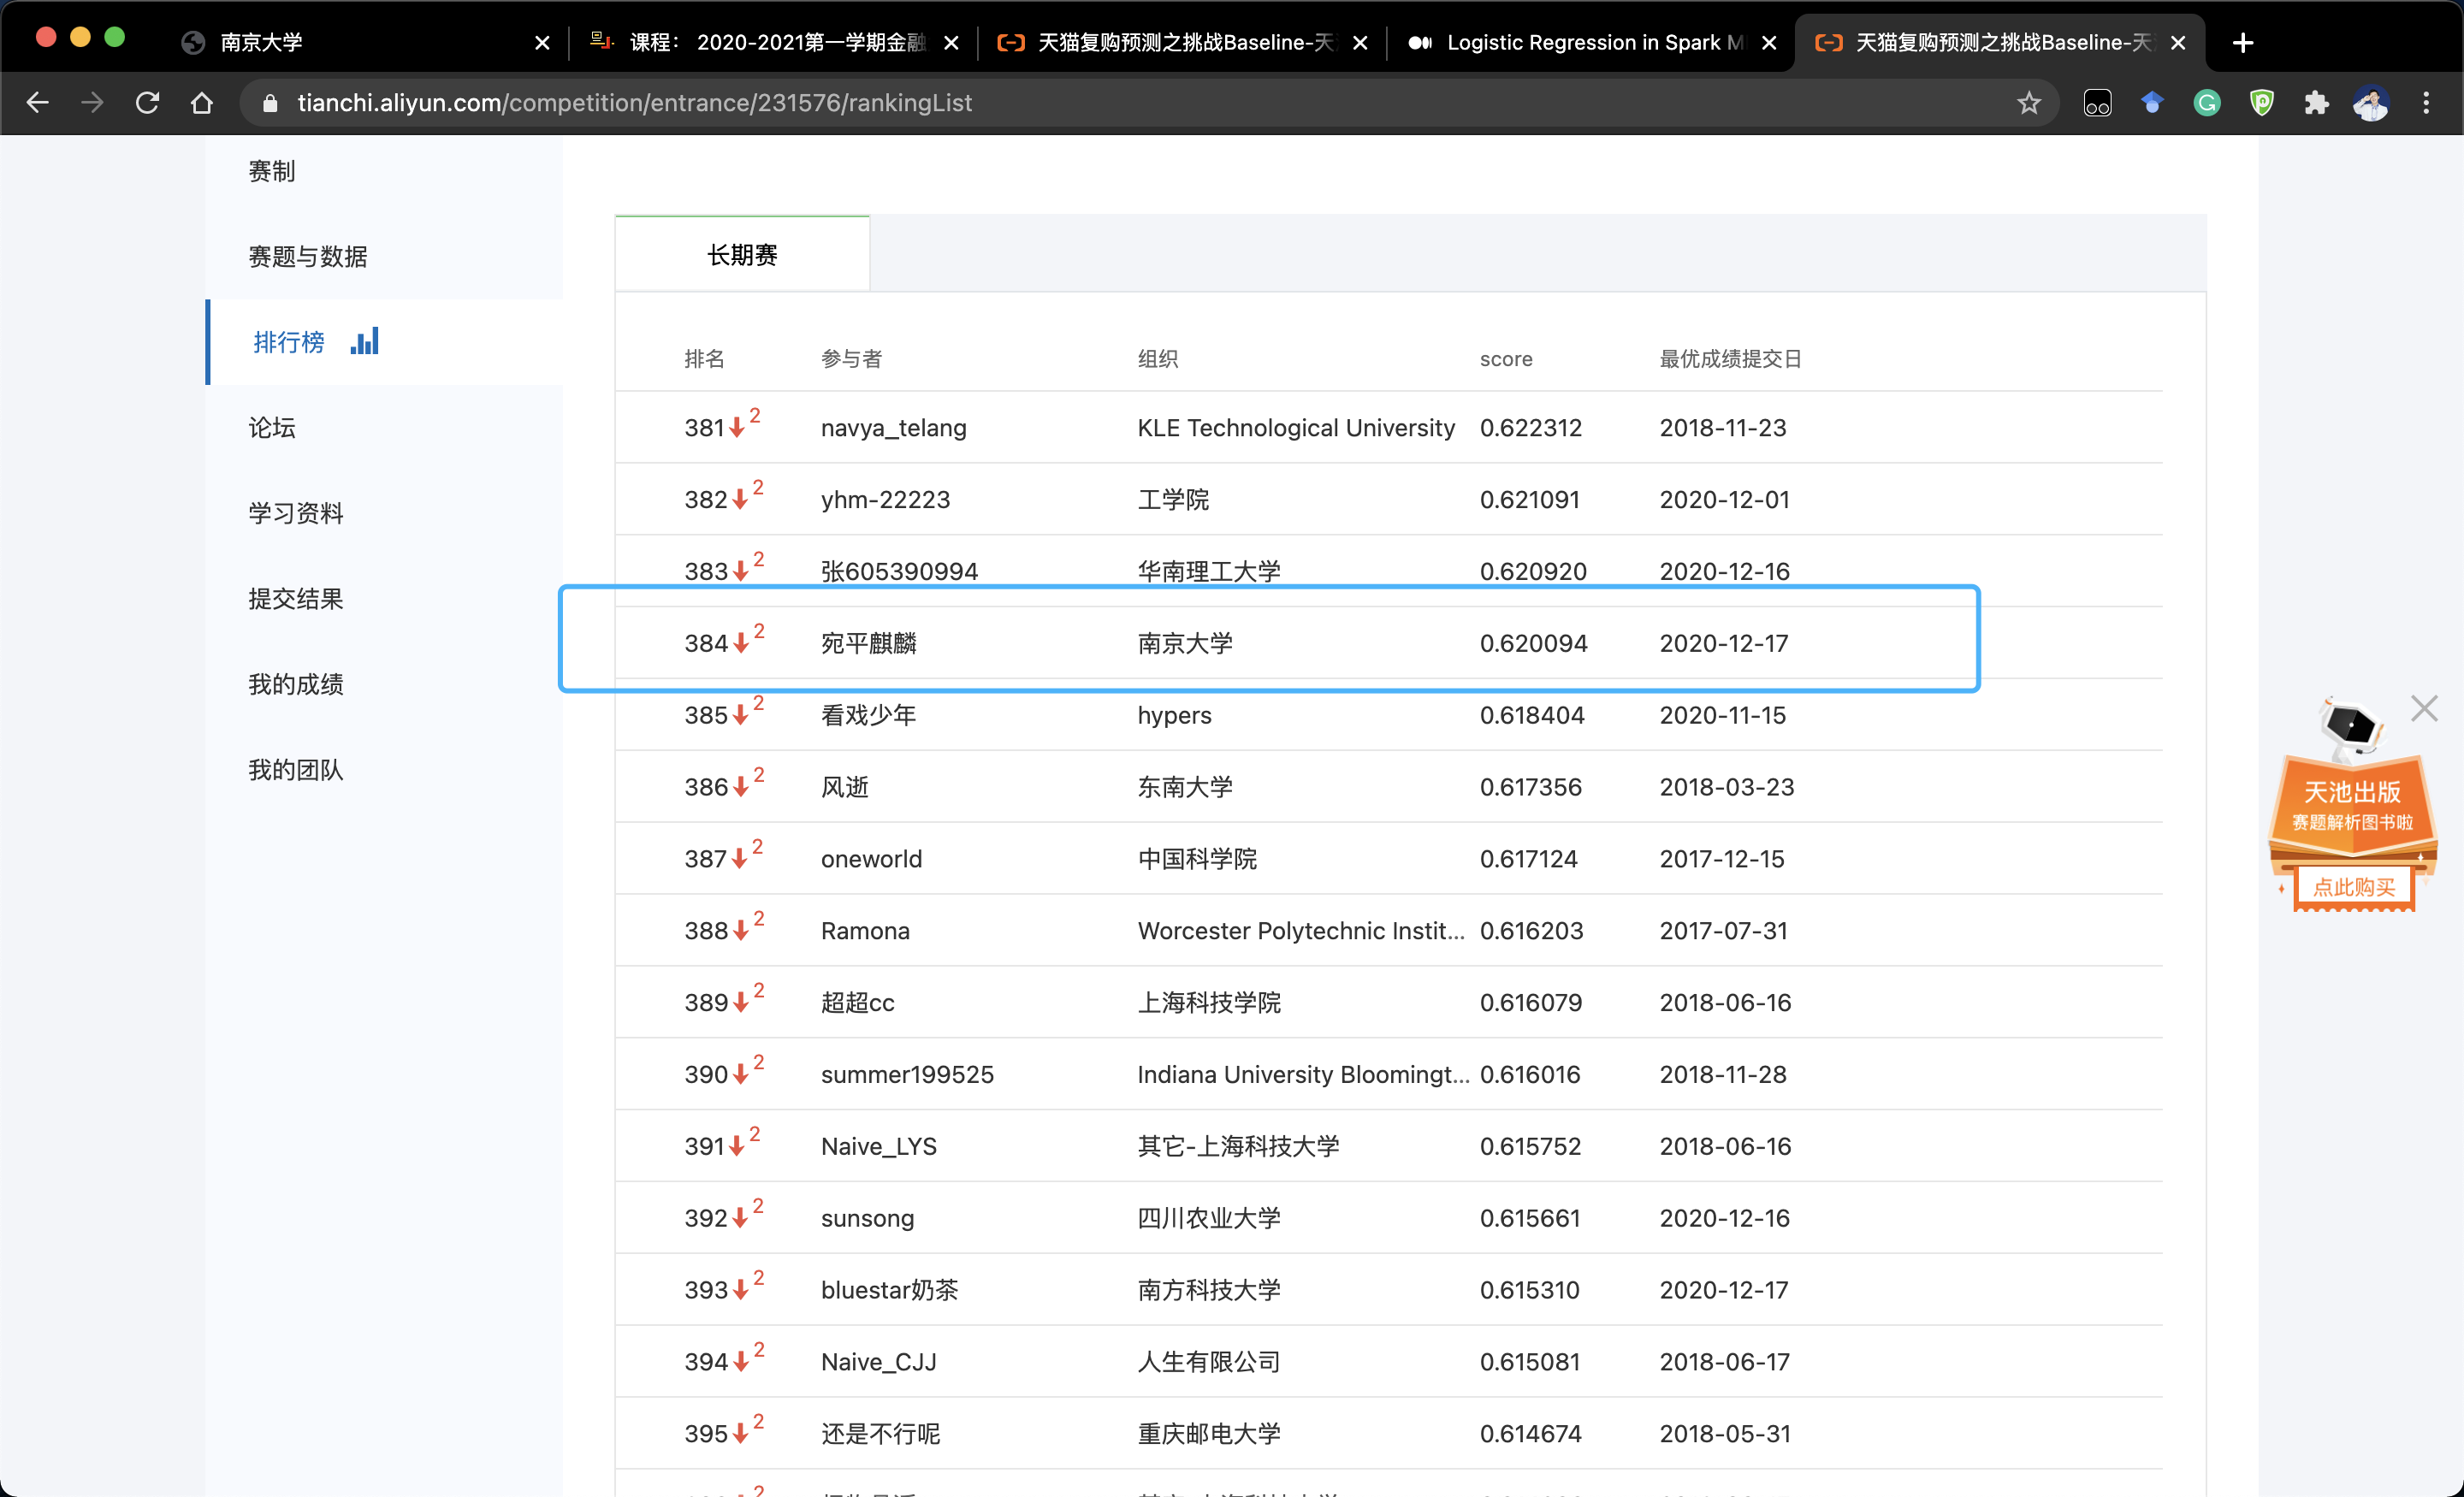 南京大学
课程： 2020-2021第一学期金融
天猫复购预测之挑战Baseline-天
Logistic Regression in Spark M
天猫复购预测之挑战Baseline-天
tianchi.aliyun.com/competition/entrance/231576/rankingList
赛制
赛题与数据
排行榜
论坛
学习资料
提交结果
我的成绩
我的团队
长期赛
排名 参与者 组织 score 最优成绩提交日
381 2 navya_telang KLE Technological University 0.622312 2018-11-23
382 2 yhm-22223 工学院 0.621091 2020-12-01
383 2 张605390994 华南理工大学 0.620920 2020-12-16
384 2 宛平麒麟 南京大学 0.620094 2020-12-17
385 2 看戏少年 hypers 0.618404 2020-11-15
386 2 风逝 东南大学 0.617356 2018-03-23
387 2 oneworld 中国科学院 0.617124 2017-12-15
388 2 Ramona Worcester Polytechnic Instit... 0.616203 2017-07-31
389 2 超超cc 上海科技学院 0.616079 2018-06-16
390 2 summer199525 Indiana University Bloomingt... 0.616016 2018-11-28
391 2 Naive_LYS 其它-上海科技大学 0.615752 2018-06-16
392 2 sunsong 四川农业大学 0.615661 2020-12-16
393 2 bluestar奶茶 南方科技大学 0.615310 2020-12-17
394 2 Naive_CJJ 人生有限公司 0.615081 2018-06-17
395 2 还是不行呢 重庆邮电大学 0.614674 2018-05-31
天池出版
赛题解析图书啦
点此购买